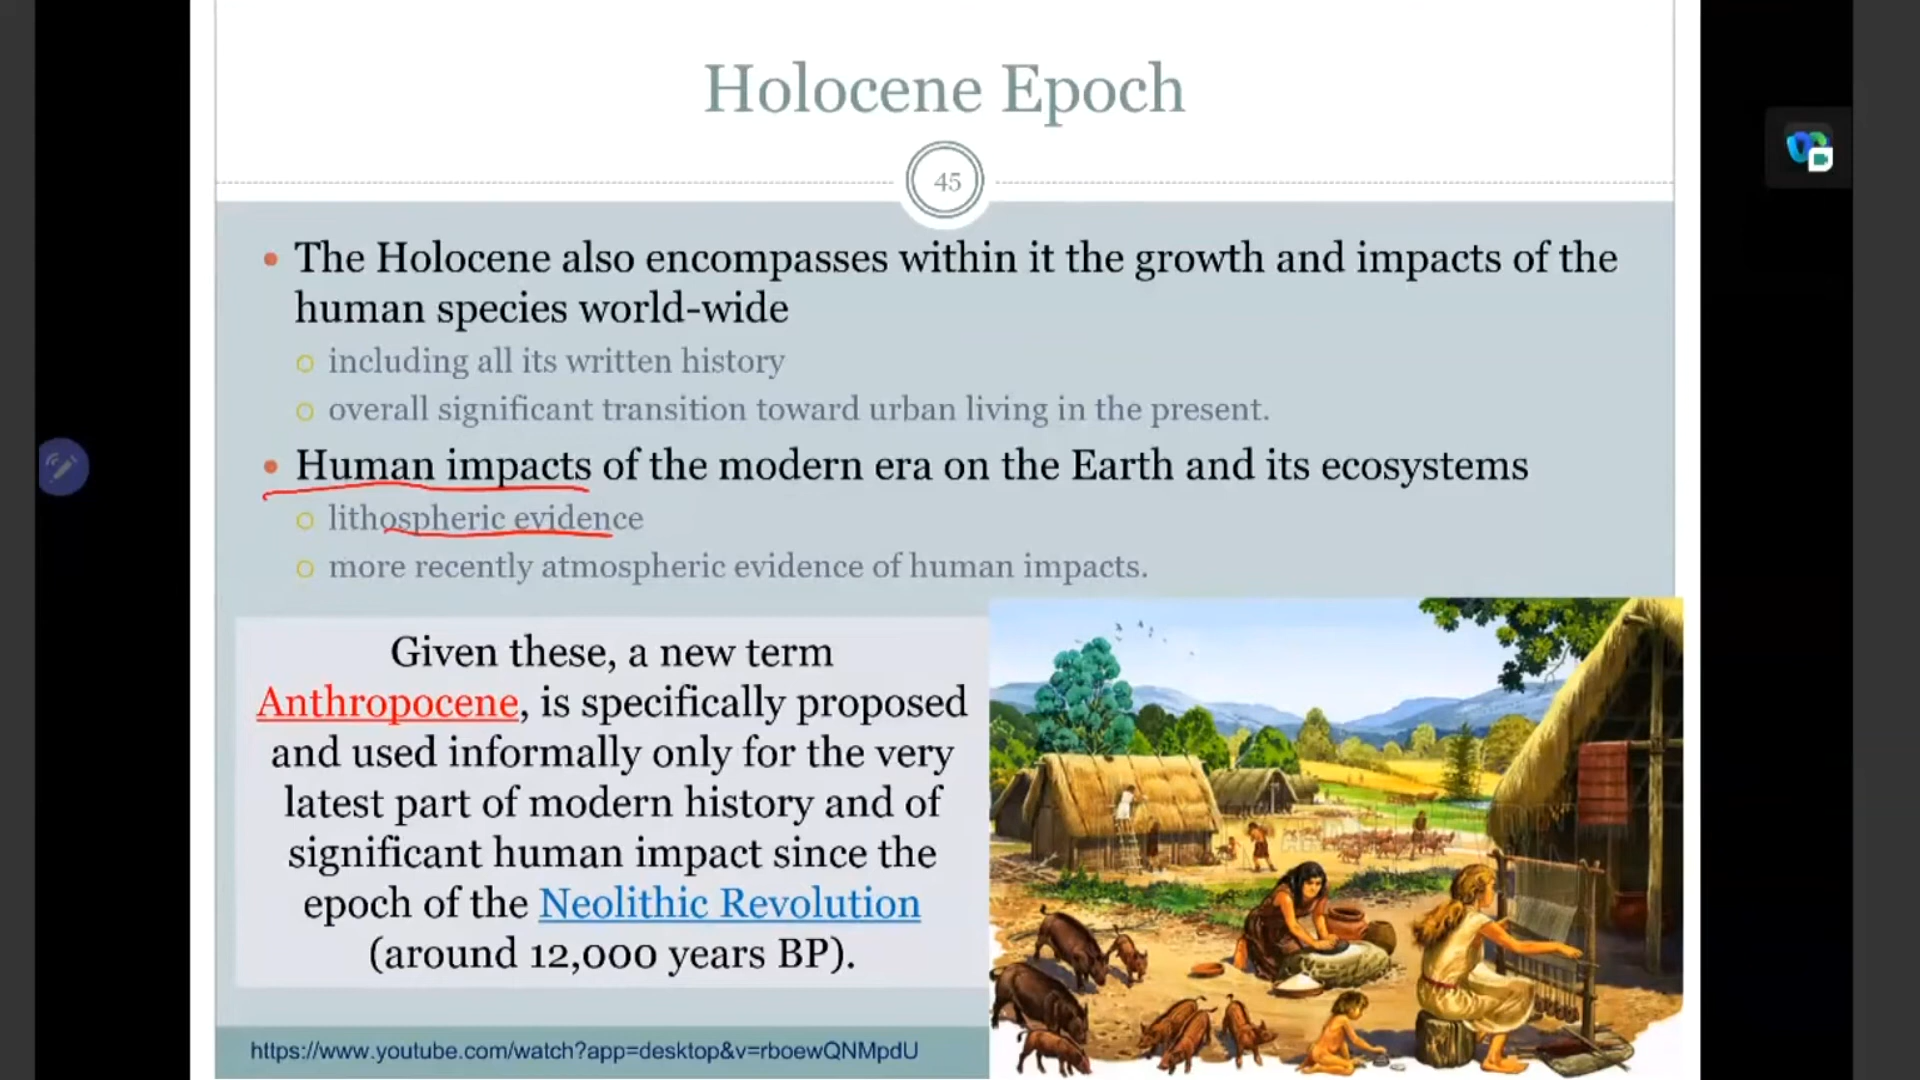 Holocene Epoch
45
The Holocene also encompasses within it the growth and impacts of the
human species world-wide
including all its written history
overall significant transition toward urban living in the present.
Human impacts of the modern era on the Earth and its ecosystems
lithospheric evidence
more recently atmospheric evidence of human impacts.
Given these, a new term
Anthropocene, is specifically proposed
and used informally only for the very
latest part of modern history and of
significant human impact since the
epoch of the Neolithic Revolution
(around 12,000 years BP).
https://www.youtube.com/watch?app=desktop&v=rboewQNMpdU